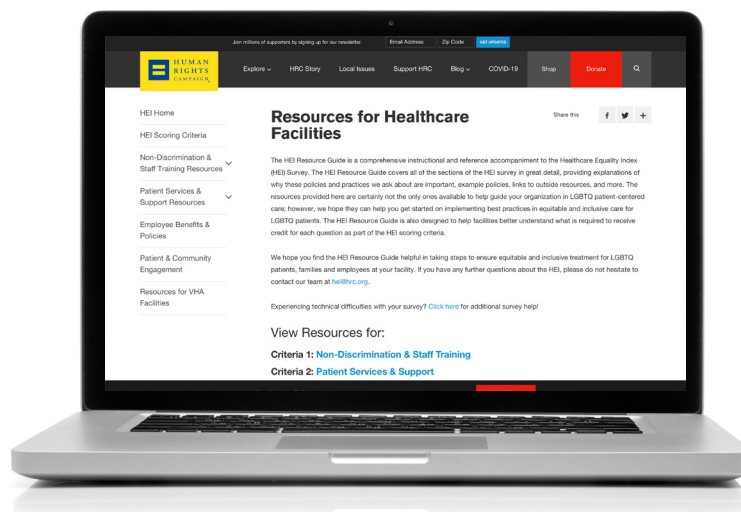 Join millions of supporters by signing up for our newsletter. Email Address Zip Code GET UPDATES
HUMAN
RIGHTS
CAMPAIGN
Explore HRC Story Local Issues Support HRC Blog COVID-19 Shop Donate
HEI Home
HEI Scoring Criteria
Non-Discrimination &
Staff Training Resources
Patient Services &
Support Resources
Employee Benefits &
Policies
Patient & Community
Engagement
Resources for VHA
Facilities
Resources for Healthcare
Facilities
Share this
The HEI Resource Guide is a comprehensive instructional and reference accompaniment to the Healthcare Equality Index
(HEI) Survey. The HEI Resource Guide covers all of the sections of the HEI survey in great detail, providing explanations of
why these policies and practices we ask about are important, example policies, links to outside resources, and more. The
resources provided here are certainly not the only ones available to help guide your organization in LGBTQ patient-centered
care; however, we hope they can help you get started on implementing best practices in equitable and inclusive care for
LGBTQ patients. The HEI Resource Guide is also designed to help facilities better understand what is required to receive
credit for each question as part of the HEI scoring criteria.
We hope you find the HEI Resource Guide helpful in taking steps to ensure equitable and inclusive treatment for LGBTQ
patients, families and employees at your facility. If you have any further questions about the HEI, please do not hesitate to
contact our team at hei@hrc.org.
Experiencing technical difficulties with your survey? Click here for additional survey help!
View Resources for:
Criteria 1: Non-Discrimination & Staff Training
Criteria 2: Patient Services & Support